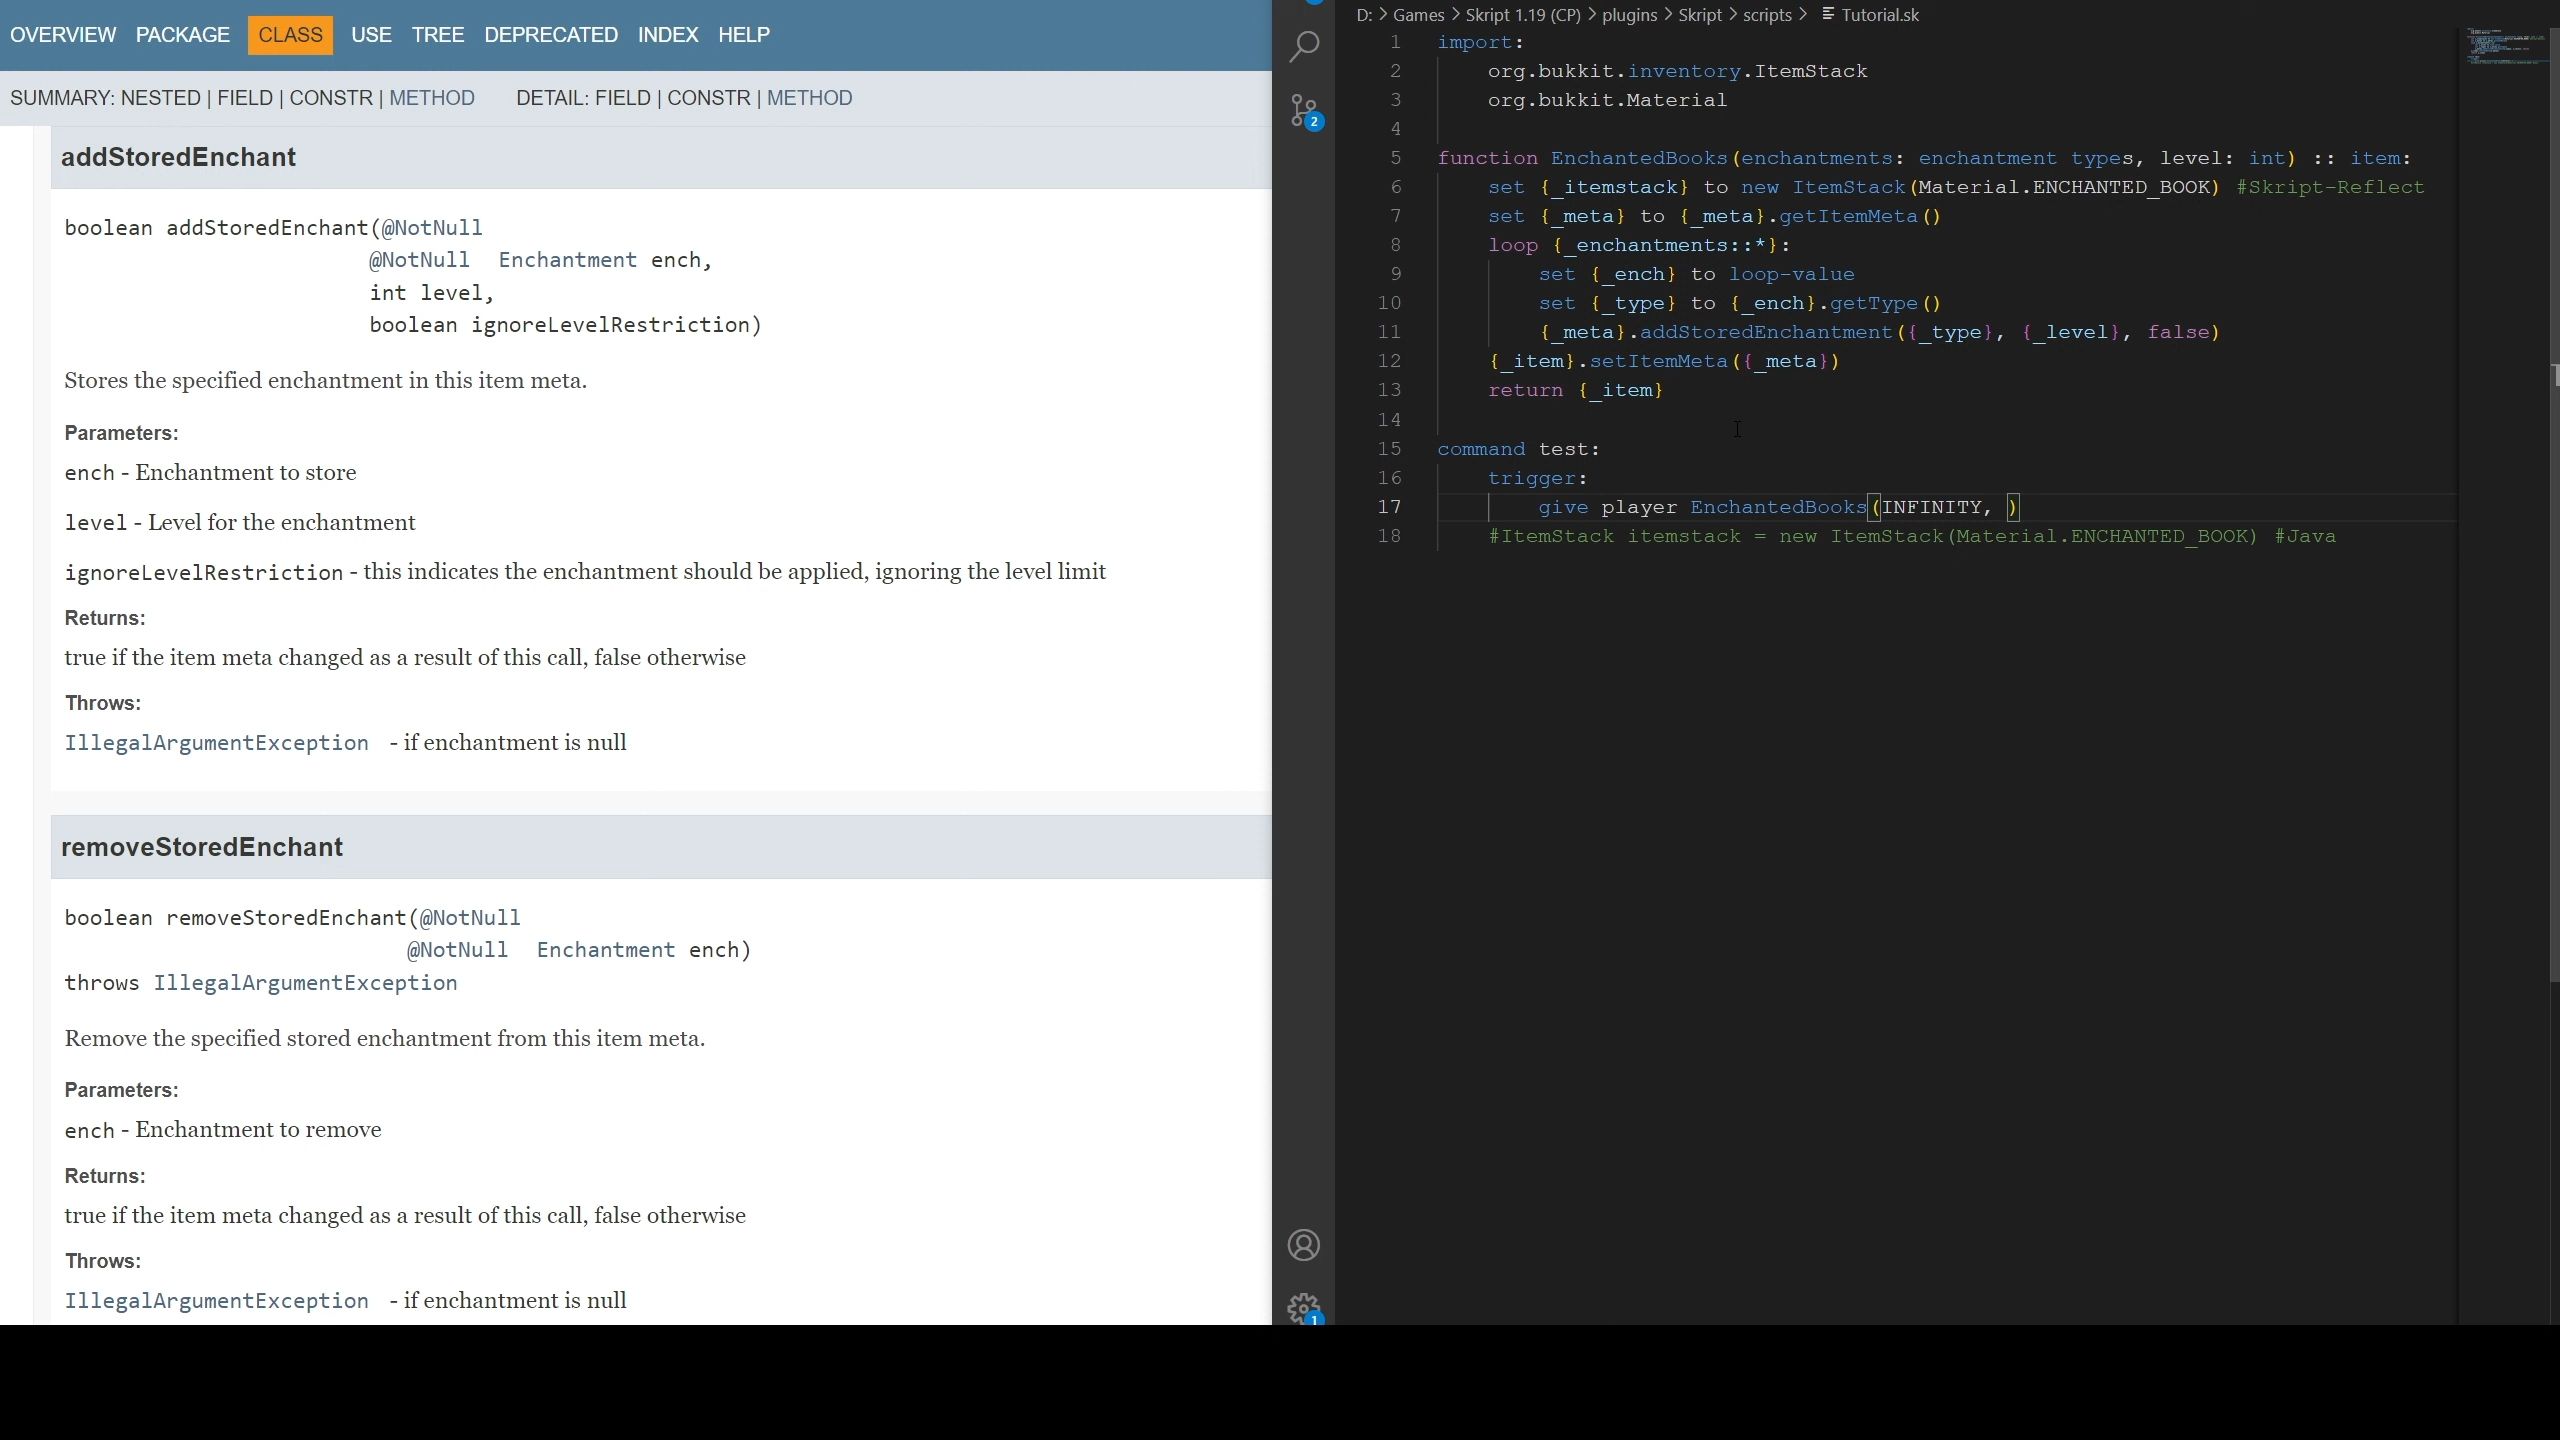 OVERVIEW PACKAGE CLASS USE TREE DEPRECATED INDEX HELP
SUMMARY: NESTED | FIELD | CONSTR | METHOD DETAIL: FIELD | CONSTR | METHOD
addStoredEnchant
boolean addStoredEnchant(@NotNull
@NotNull Enchantment ench,
int level,
boolean ignoreLevelRestriction)
Stores the specified enchantment in this item meta.
Parameters:
ench - Enchantment to store
level - Level for the enchantment
ignoreLevelRestriction - this indicates the enchantment should be applied, ignoring the level limit
Returns:
true if the item meta changed as a result of this call, false otherwise
Throws:
IllegalArgumentException - if enchantment is null
removeStoredEnchant
boolean removeStoredEnchant(@NotNull
@NotNull Enchantment ench)
throws IllegalArgumentException
Remove the specified stored enchantment from this item meta.
Parameters:
ench - Enchantment to remove
Returns:
true if the item meta changed as a result of this call, false otherwise
Throws:
IllegalArgumentException - if enchantment is null
2
1
D: > Games > Skript 1.19 (CP) > plugins > Skript > scripts > Tutorial.sk
1 import:
2 org.bukkit.inventory.ItemStack
3 org.bukkit.Material
4
5 function EnchantedBooks(enchantments: enchantment types, level: int) :: item:
6 set {_itemstack} to new ItemStack(Material.ENCHANTED_BOOK) #Skript-Reflect
7 set {_meta} to {_meta}.getItemMeta()
8 loop {_enchantments::*}:
9 set {_ench} to loop-value
10 set {_type} to {_ench}.getType()
11 {_meta}.addStoredEnchantment({_type}, {_level}, false)
12 {_item}.setItemMeta({_meta})
13 return {_item}
14
15 command test:
16 trigger:
17 give player EnchantedBooks(INFINITY, )
18 #ItemStack itemstack = new ItemStack(Material.ENCHANTED_BOOK) #Java